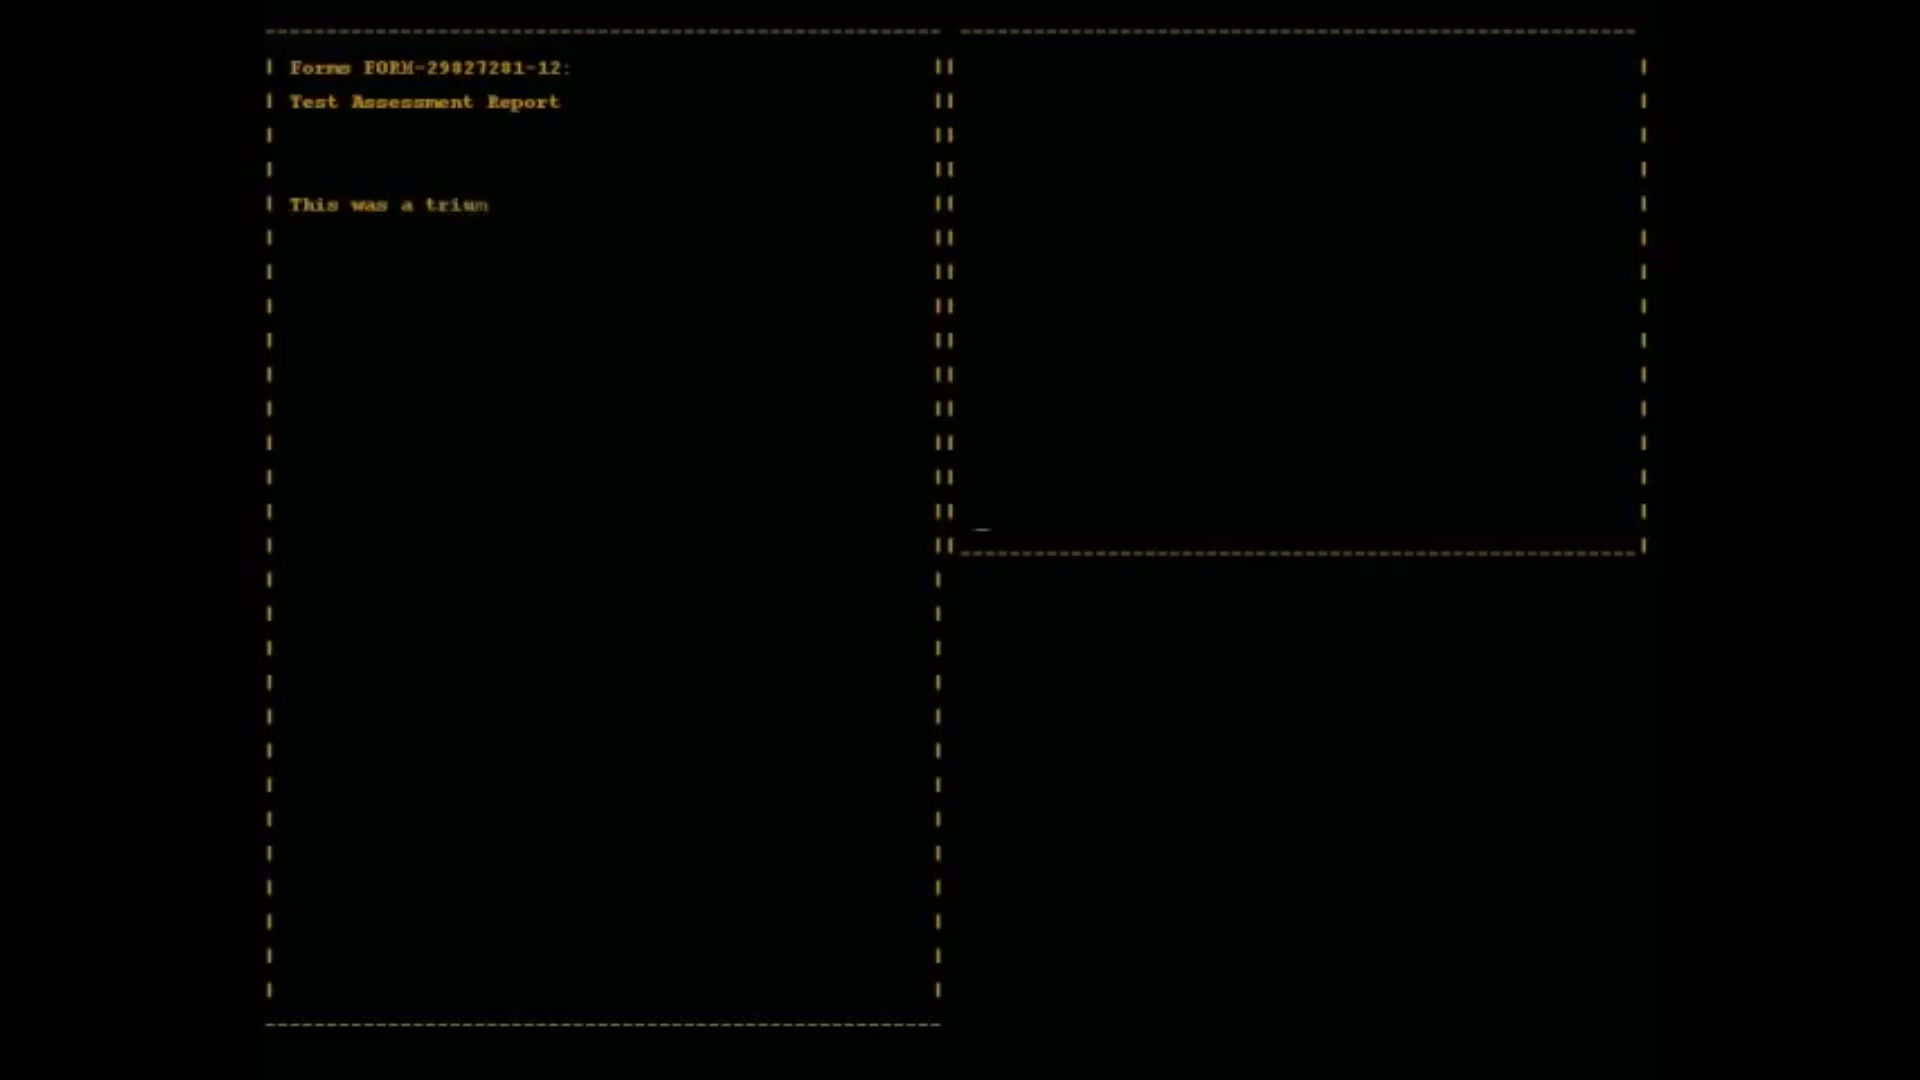 Forms FORM-29827281-12:
Test Assessment Report
This was a trium